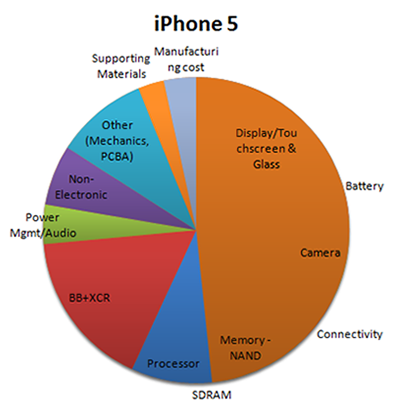 iPhone 5
Manufacturi
ng cost
Supporting
Materials
Other
(Mechanics,
PCBA)
Display/Tou
chscreen &
Glass
Non-
Electronic
Battery
Power
Mgmt/Audio
Camera
BB+XCR
Connectivity
Memory -
NAND
Processor
SDRAM